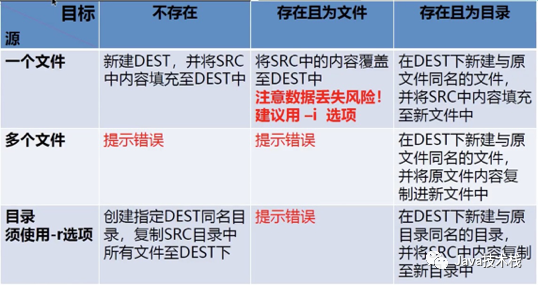 目标
源
不存在
存在且为文件
存在且为目录
一个文件
新建DEST，并将SRC
中内容填充至DEST中
将SRC中的内容覆盖
至DEST中
注意数据丢失风险！
建议用 –i 选项
在DEST下新建与原
文件同名的文件，
并将SRC中内容填充
至新文件中
多个文件
提示错误
提示错误
在DEST下新建与原
文件同名的文件，
并将原文件内容复
制进新文件中
目录
须使用-r选项
创建指定DEST同名目
录，复制SRC目录中
所有文件至DEST下
提示错误
在DEST下新建与原
目录同名的目录，
并将SRC中内容复制
至新目录中
Java技术栈